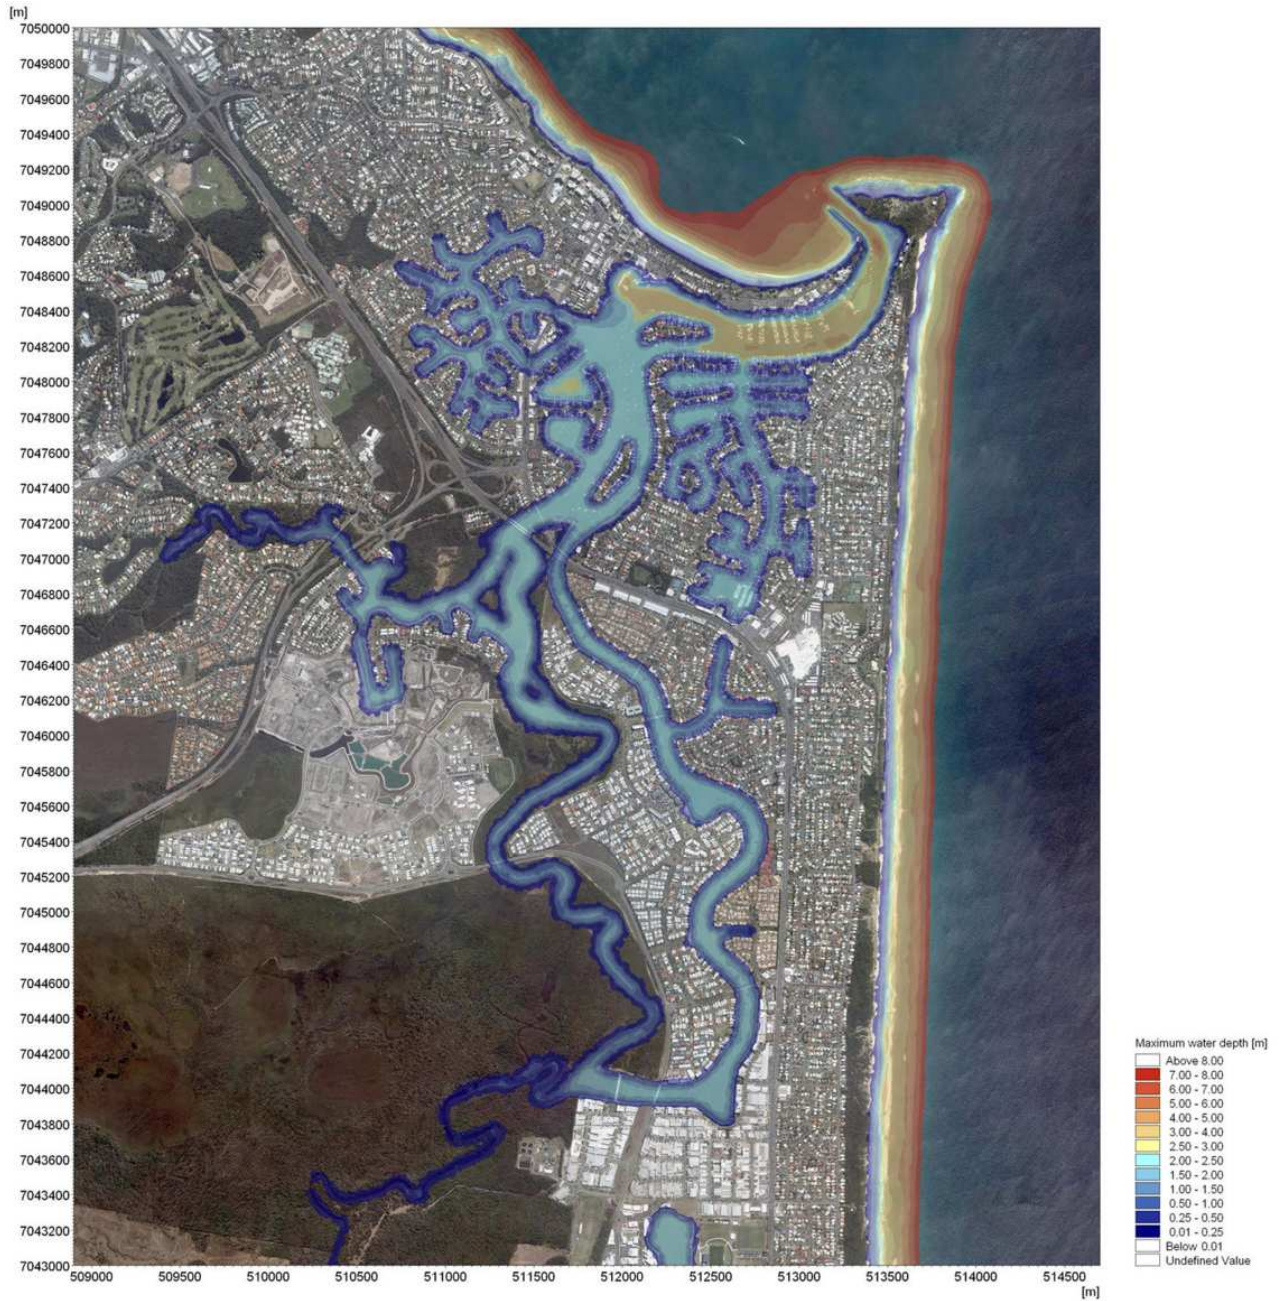 [m]
7050000
7049800
7049600
7049400
7049200
7049000
7048800
7048600
7048400
7048200
7048000
7047800
7047600
7047400
7047200
7047000
7046800
7046600
7046400
7046200
7046000
7045800
7045600
7045400
7045200
7045000
7044800
7044600
7044400
7044200
7044000
7043800
7043600
7043400
7043200
7043000
509000 509500 510000 510500 511000 511500 512000 512500 513000 513500 514000 514500
[m]
Maximum water depth [m]
Above 8.00
7.00 - 8.00
6.00 - 7.00
5.00 - 6.00
4.00 - 5.00
3.00 - 4.00
2.50 - 3.00
2.00 - 2.50
1.50 - 2.00
1.00 - 1.50
0.50 - 1.00
0.25 - 0.50
0.01 - 0.25
Below 0.01
Undefined Value